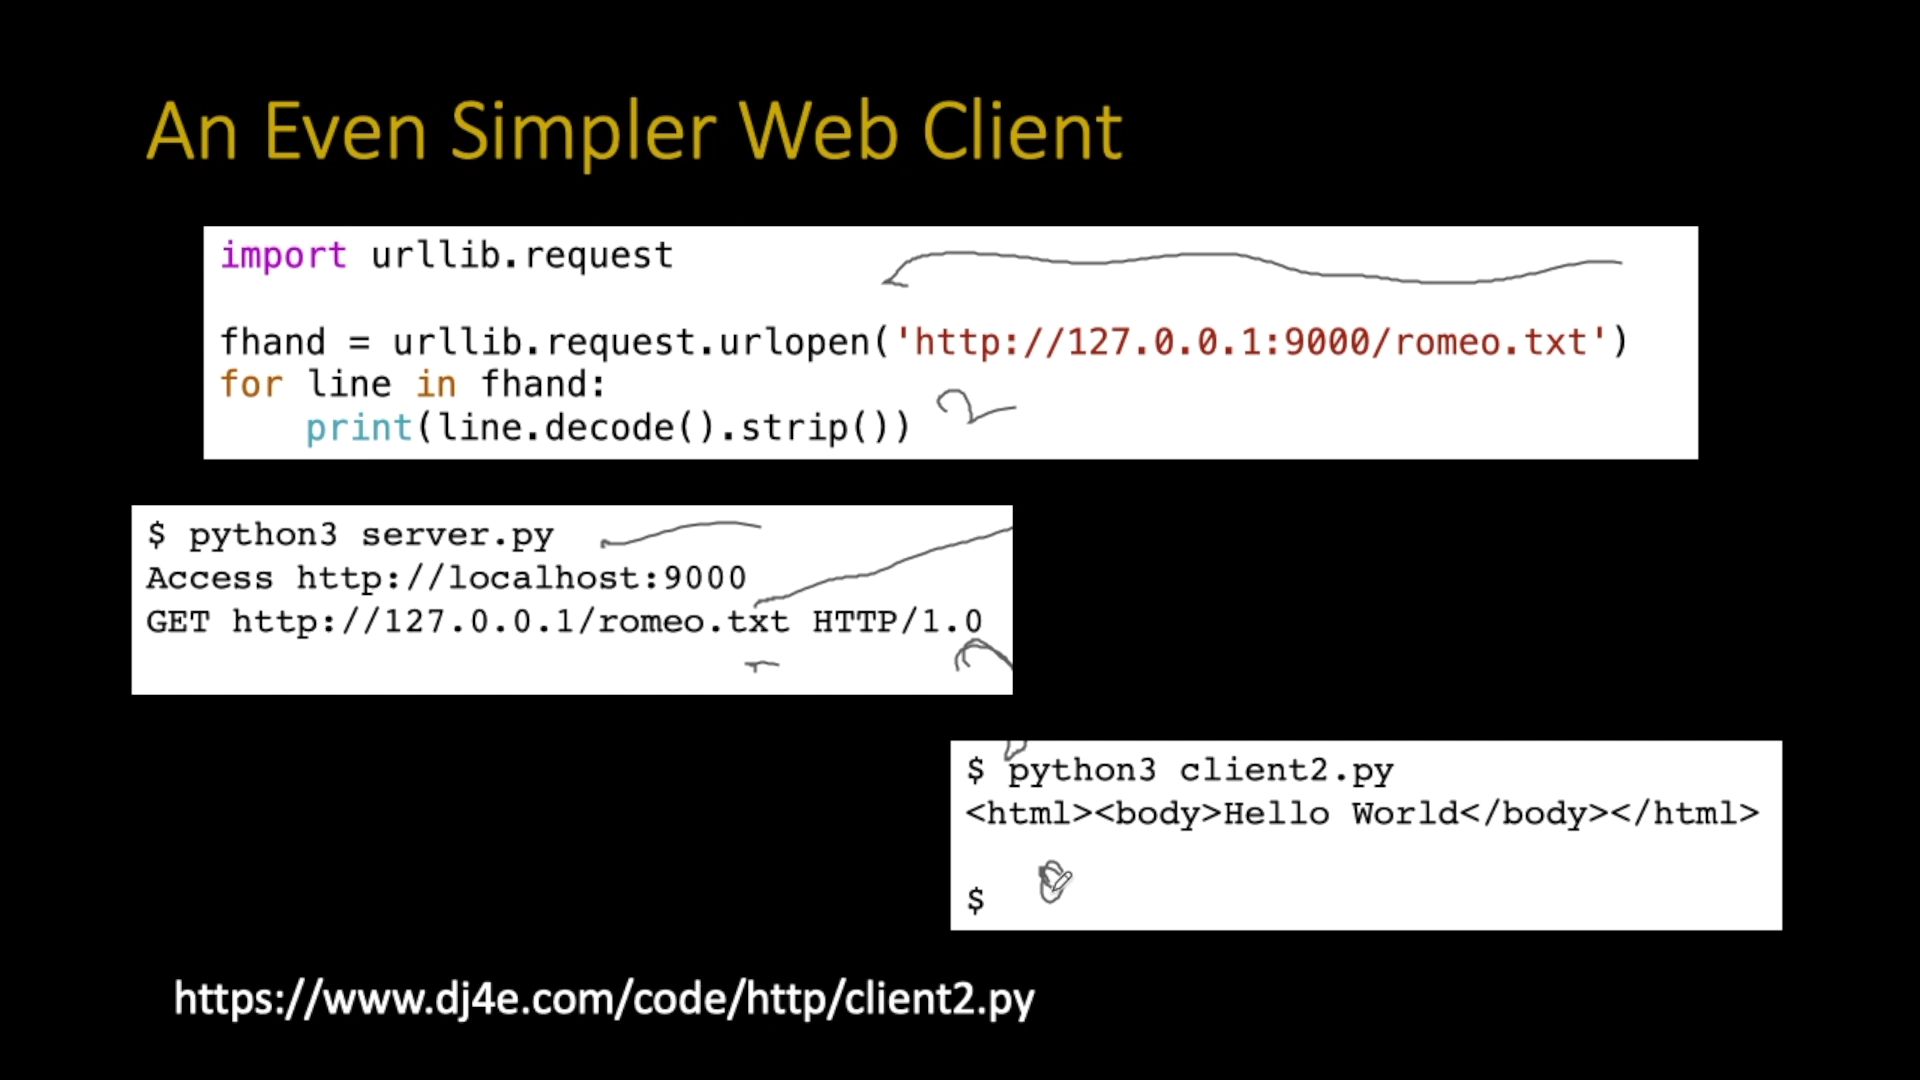 An Even Simpler Web Client
import urllib.request
fhand = urllib.request.urlopen('http://127.0.0.1:9000/romeo.txt')
for line in fhand:
    print(line.decode().strip())
$ python3 server.py
Access http://localhost:9000
GET http://127.0.0.1/romeo.txt HTTP/1.0
$ python3 client2.py
<html><body>Hello World</body></html>
$
https://www.dj4e.com/code/http/client2.py